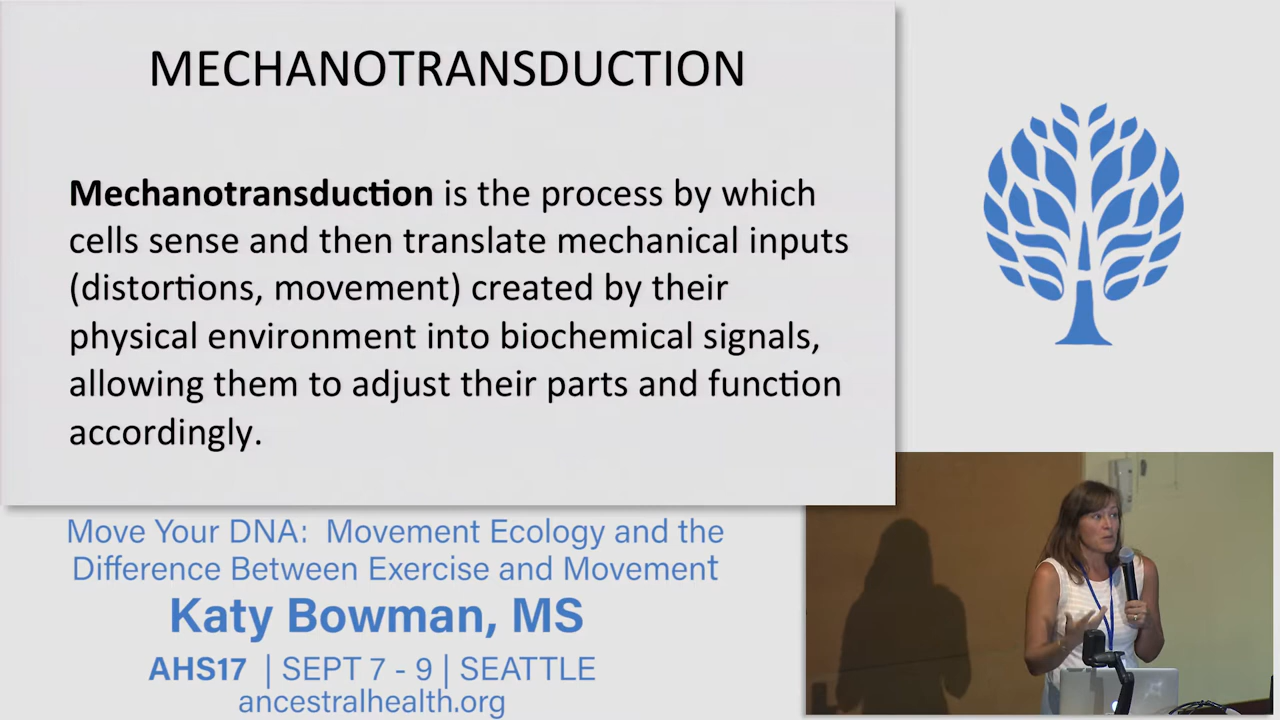 MECHANOTRANSDUCTION
Mechanotransduction is the process by which
cells sense and then translate mechanical inputs
(distortions, movement) created by their
physical environment into biochemical signals,
allowing them to adjust their parts and function
accordingly.
Move Your DNA: Movement Ecology and the
Difference Between Exercise and Movement
Katy Bowman, MS
AHS17 | SEPT 7 - 9 | SEATTLE
ancestralhealth.org